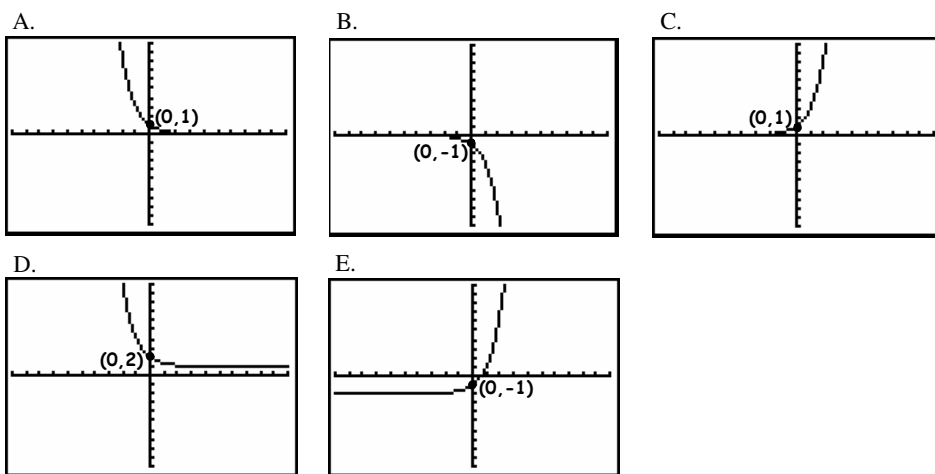 A.
B.
C.
(0,1)
(0,-1)
(0,1)
D.
E.
(0,2)
(0,-1)